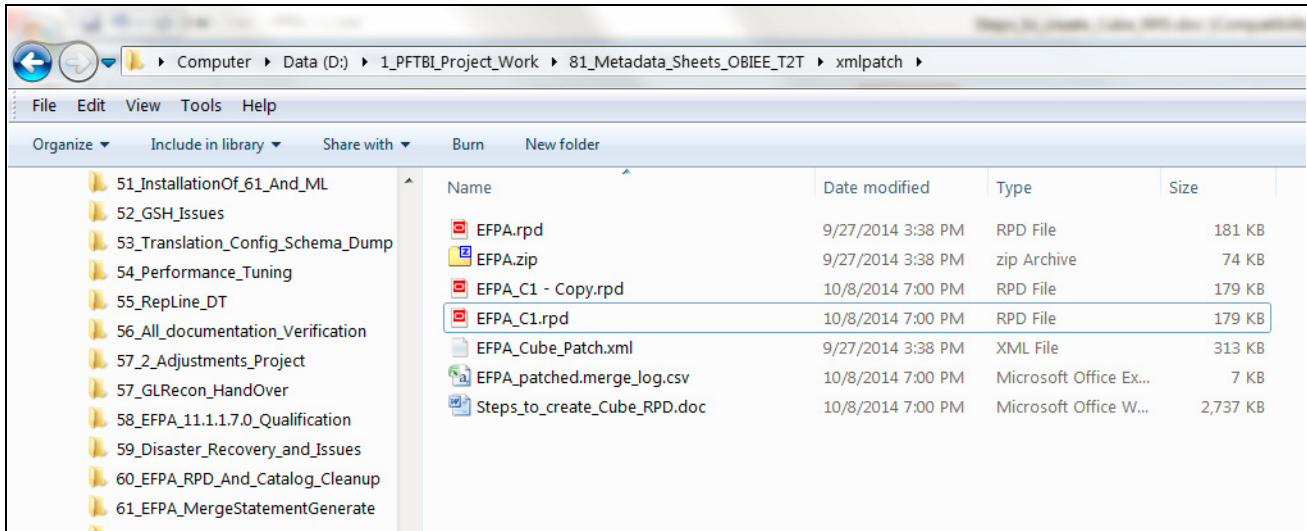 Steps_to_create_Cube_RPD.doc
Computer Data (D:) 1_PFTBI_Project_Work 81_Metadata_Sheets_OBIEE_T2T xmlpatch
File Edit View Tools Help
Organize Include in library Share with Burn New folder
51_InstallationOf_61_And_ML
52_GSH_Issues
53_Translation_Config_Schema_Dump
54_Performance_Tuning
55_RepLine_DT
56_All_documentation_Verification
57_2_Adjustments_Project
57_GLRecon_HandOver
58_EFPA_11.1.1.7.0_Qualification
59_Disaster_Recovery_and_Issues
60_EFPA_RPD_And_Catalog_Cleanup
61_EFPA_MergeStatementGenerate
Name Date modified Type Size
EFPA.rpd 9/27/2014 3:38 PM RPD File 181 KB
EFPA.zip 9/27/2014 3:38 PM zip Archive 74 KB
EFPA_C1 - Copy.rpd 10/8/2014 7:00 PM RPD File 179 KB
EFPA_C1.rpd 10/8/2014 7:00 PM RPD File 179 KB
EFPA_Cube_Patch.xml 9/27/2014 3:38 PM XML File 313 KB
EFPA_patched.merge_log.csv 10/8/2014 7:00 PM Microsoft Office Ex... 7 KB
Steps_to_create_Cube_RPD.doc 10/8/2014 7:00 PM Microsoft Office W... 2,737 KB